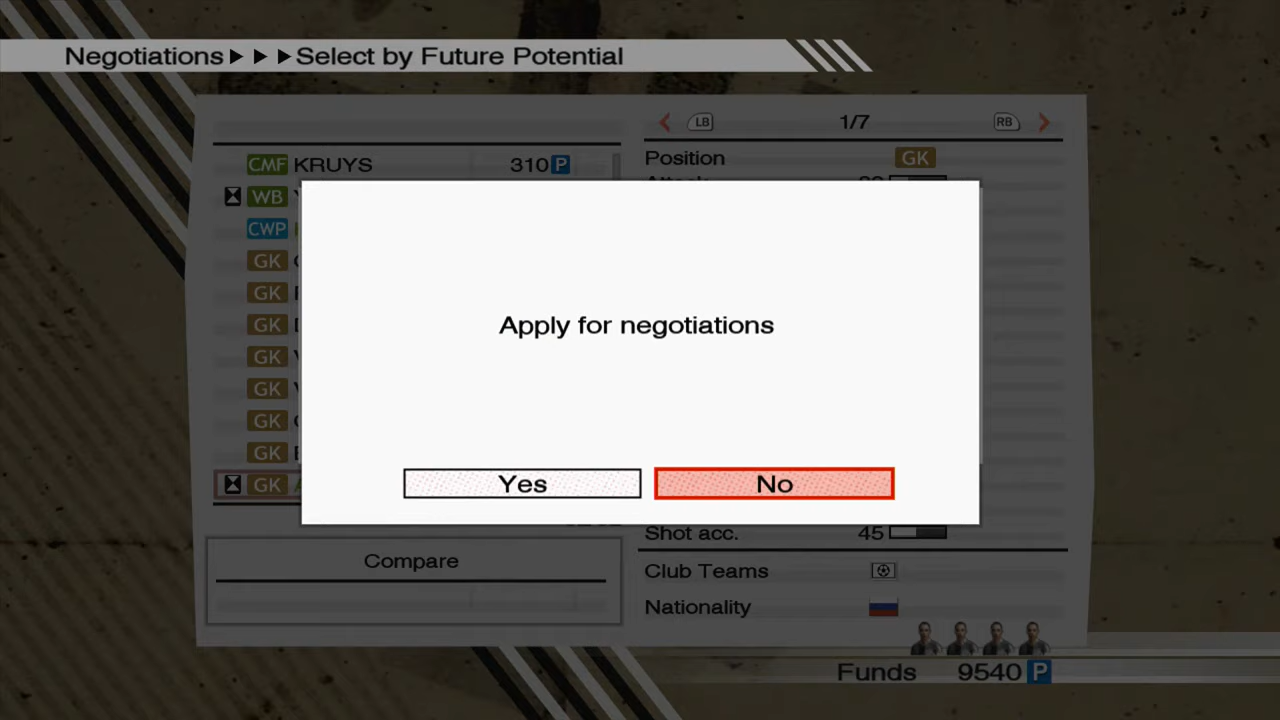 Negotiations▶ ▶ ▶Select by Future Potential
LB 1/7 RB
CMF KRUYS 310 P
Position GK
WB
CWP
GK
GK
GK
GK
GK
GK
GK
GK
Apply for negotiations
Yes No
Shot acc. 45
Compare
Club Teams
Nationality
Funds 9540 P